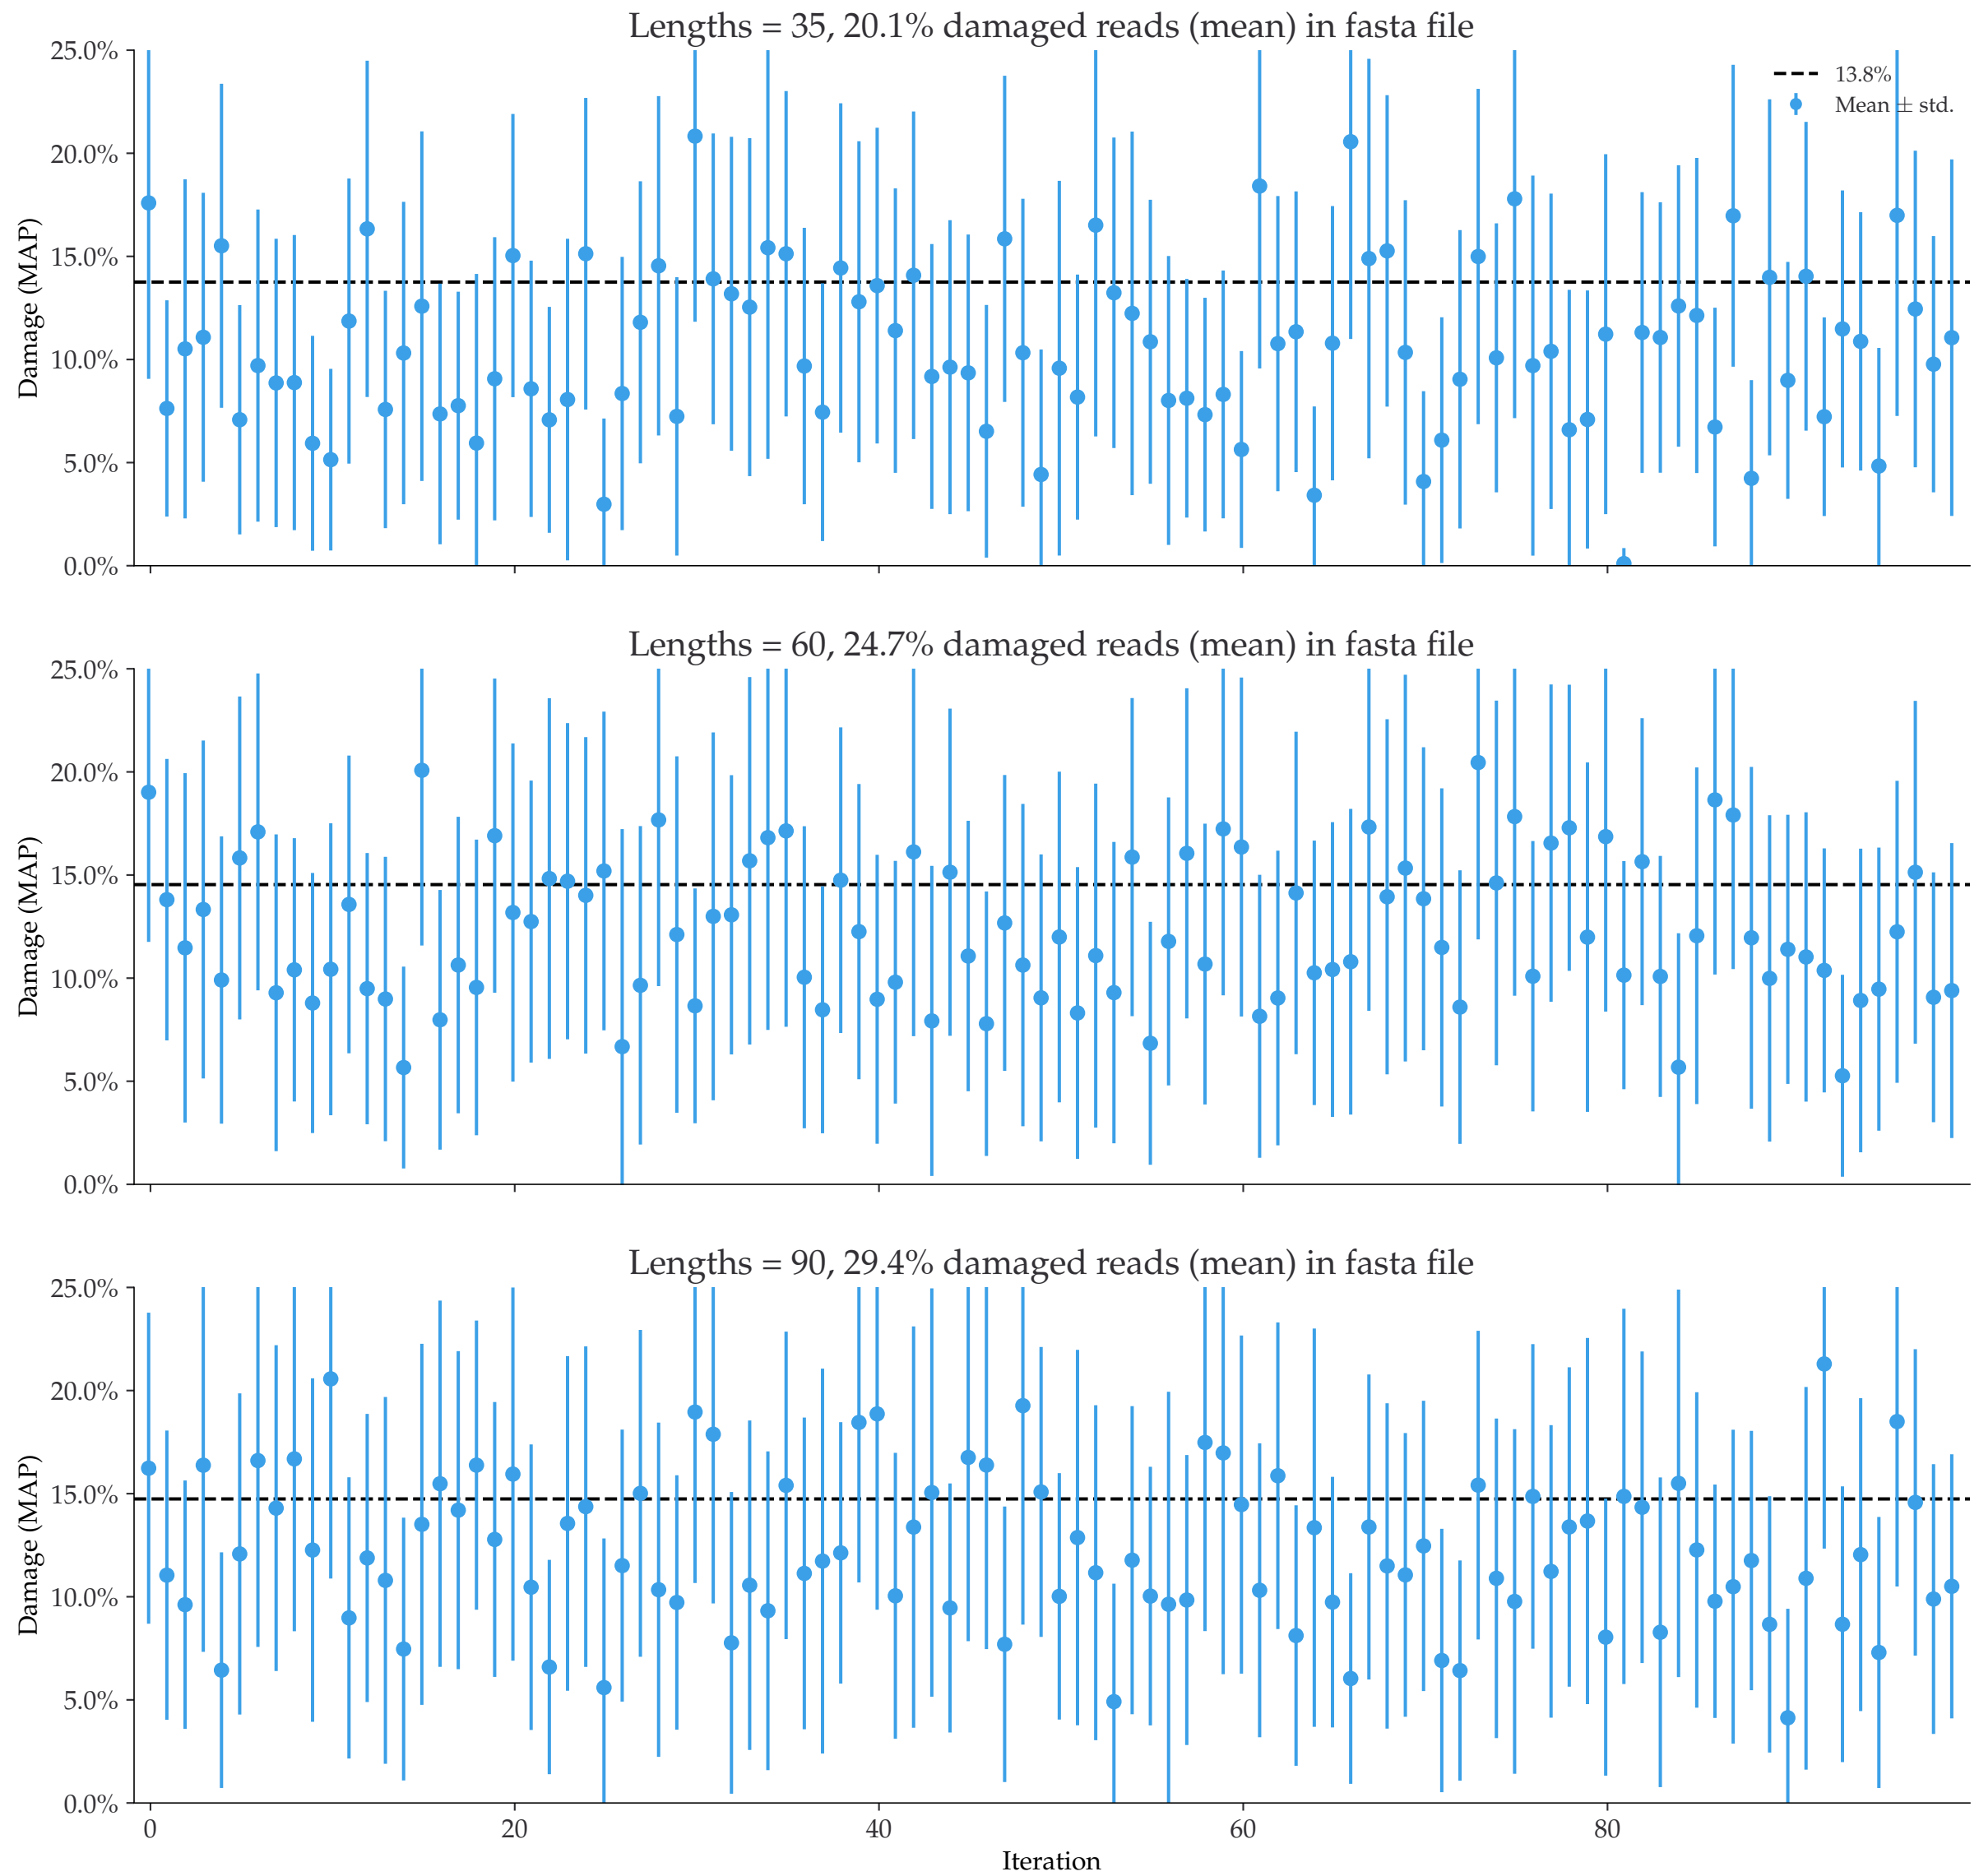 Lengths = 35, 20.1% damaged reads (mean) in fasta file
25.0%
20.0%
15.0%
10.0%
5.0%
0.0%
Damage (MAP)
13.8%
Mean ± std.
Lengths = 60, 24.7% damaged reads (mean) in fasta file
25.0%
20.0%
15.0%
10.0%
5.0%
0.0%
Damage (MAP)
Lengths = 90, 29.4% damaged reads (mean) in fasta file
25.0%
20.0%
15.0%
10.0%
5.0%
0.0%
Damage (MAP)
0 20 40 60 80
Iteration